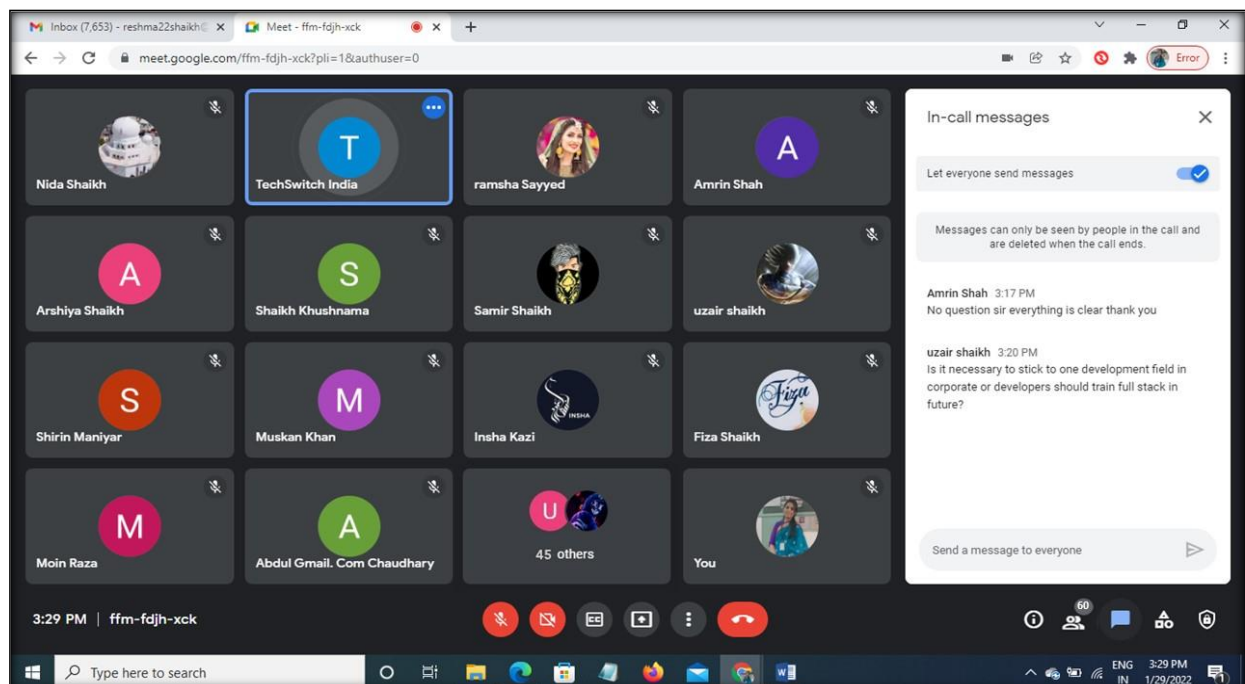 Inbox (7,653) - reshma22shaikh@
Meet - ffm-fdjh-xck
meet.google.com/ffm-fdjh-xck?pli=1&authuser=0
Error
Nida Shaikh
T
TechSwitch India
ramsha Sayyed
A
Amrin Shah
A
Arshiya Shaikh
S
Shaikh Khushnama
Samir Shaikh
uzair shaikh
S
Shirin Maniyar
M
Muskan Khan
INSHA
Insha Kazi
Fiza
Fiza Shaikh
M
Moin Raza
A
Abdul Gmail. Com Chaudhary
U
45 others
You
In-call messages
Let everyone send messages
Messages can only be seen by people in the call and
are deleted when the call ends.
Amrin Shah 3:17 PM
No question sir everything is clear thank you
uzair shaikh 3:20 PM
Is it necessary to stick to one development field in
corporate or developers should train full stack in
future?
Send a message to everyone
3:29 PM | ffm-fdjh-xck
CC
60
Type here to search
W
ENG
IN
3:29 PM
1/29/2022
1